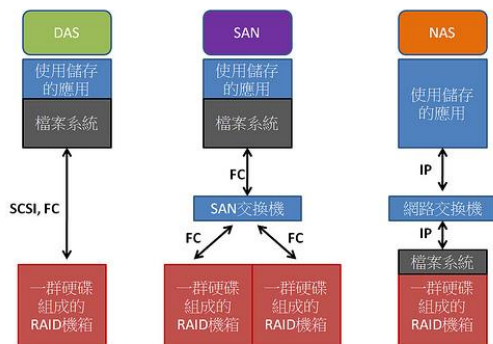 DAS
使用儲存
的應用
檔案系統
SCSI, FC
一群硬碟
組成的
RAID機箱
SAN
使用儲存
的應用
檔案系統
FC
SAN交換機
FC
FC
一群硬碟
組成的
RAID機箱
一群硬碟
組成的
RAID機箱
NAS
使用儲存
的應用
IP
網路交換機
IP
檔案系統
一群硬碟
組成的
RAID機箱